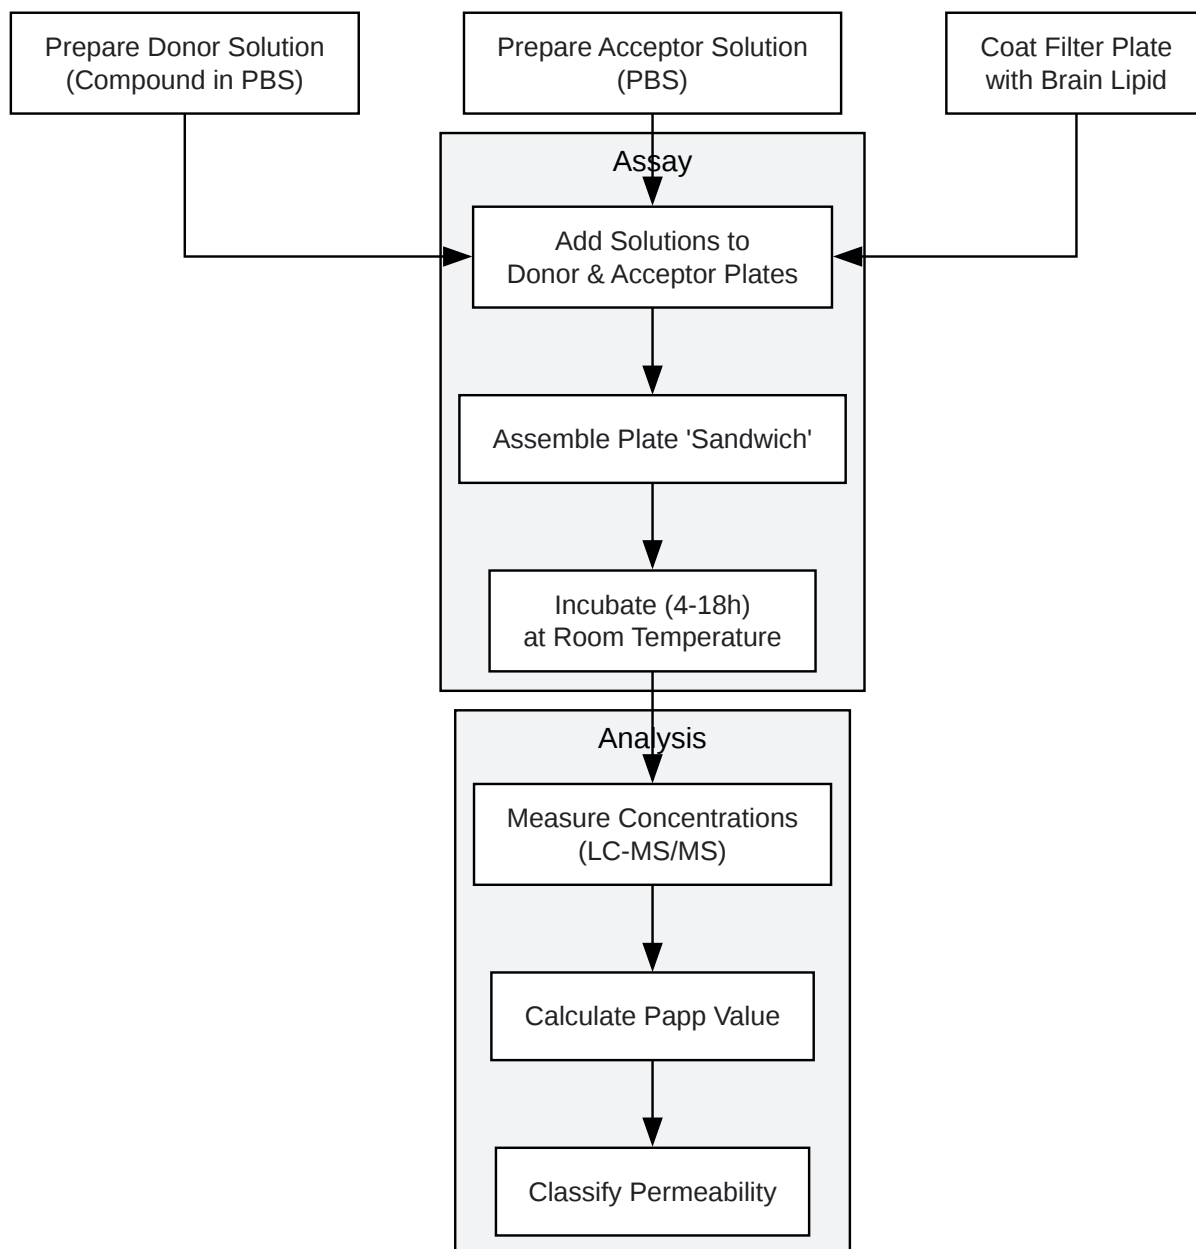 Prepare Donor Solution
(Compound in PBS)
Prepare Acceptor Solution
(PBS)
Coat Filter Plate
with Brain Lipid
Assay
Add Solutions to
Donor & Acceptor Plates
Assemble Plate 'Sandwich'
Incubate (4-18h)
at Room Temperature
Analysis
Measure Concentrations
(LC-MS/MS)
Calculate Papp Value
Classify Permeability